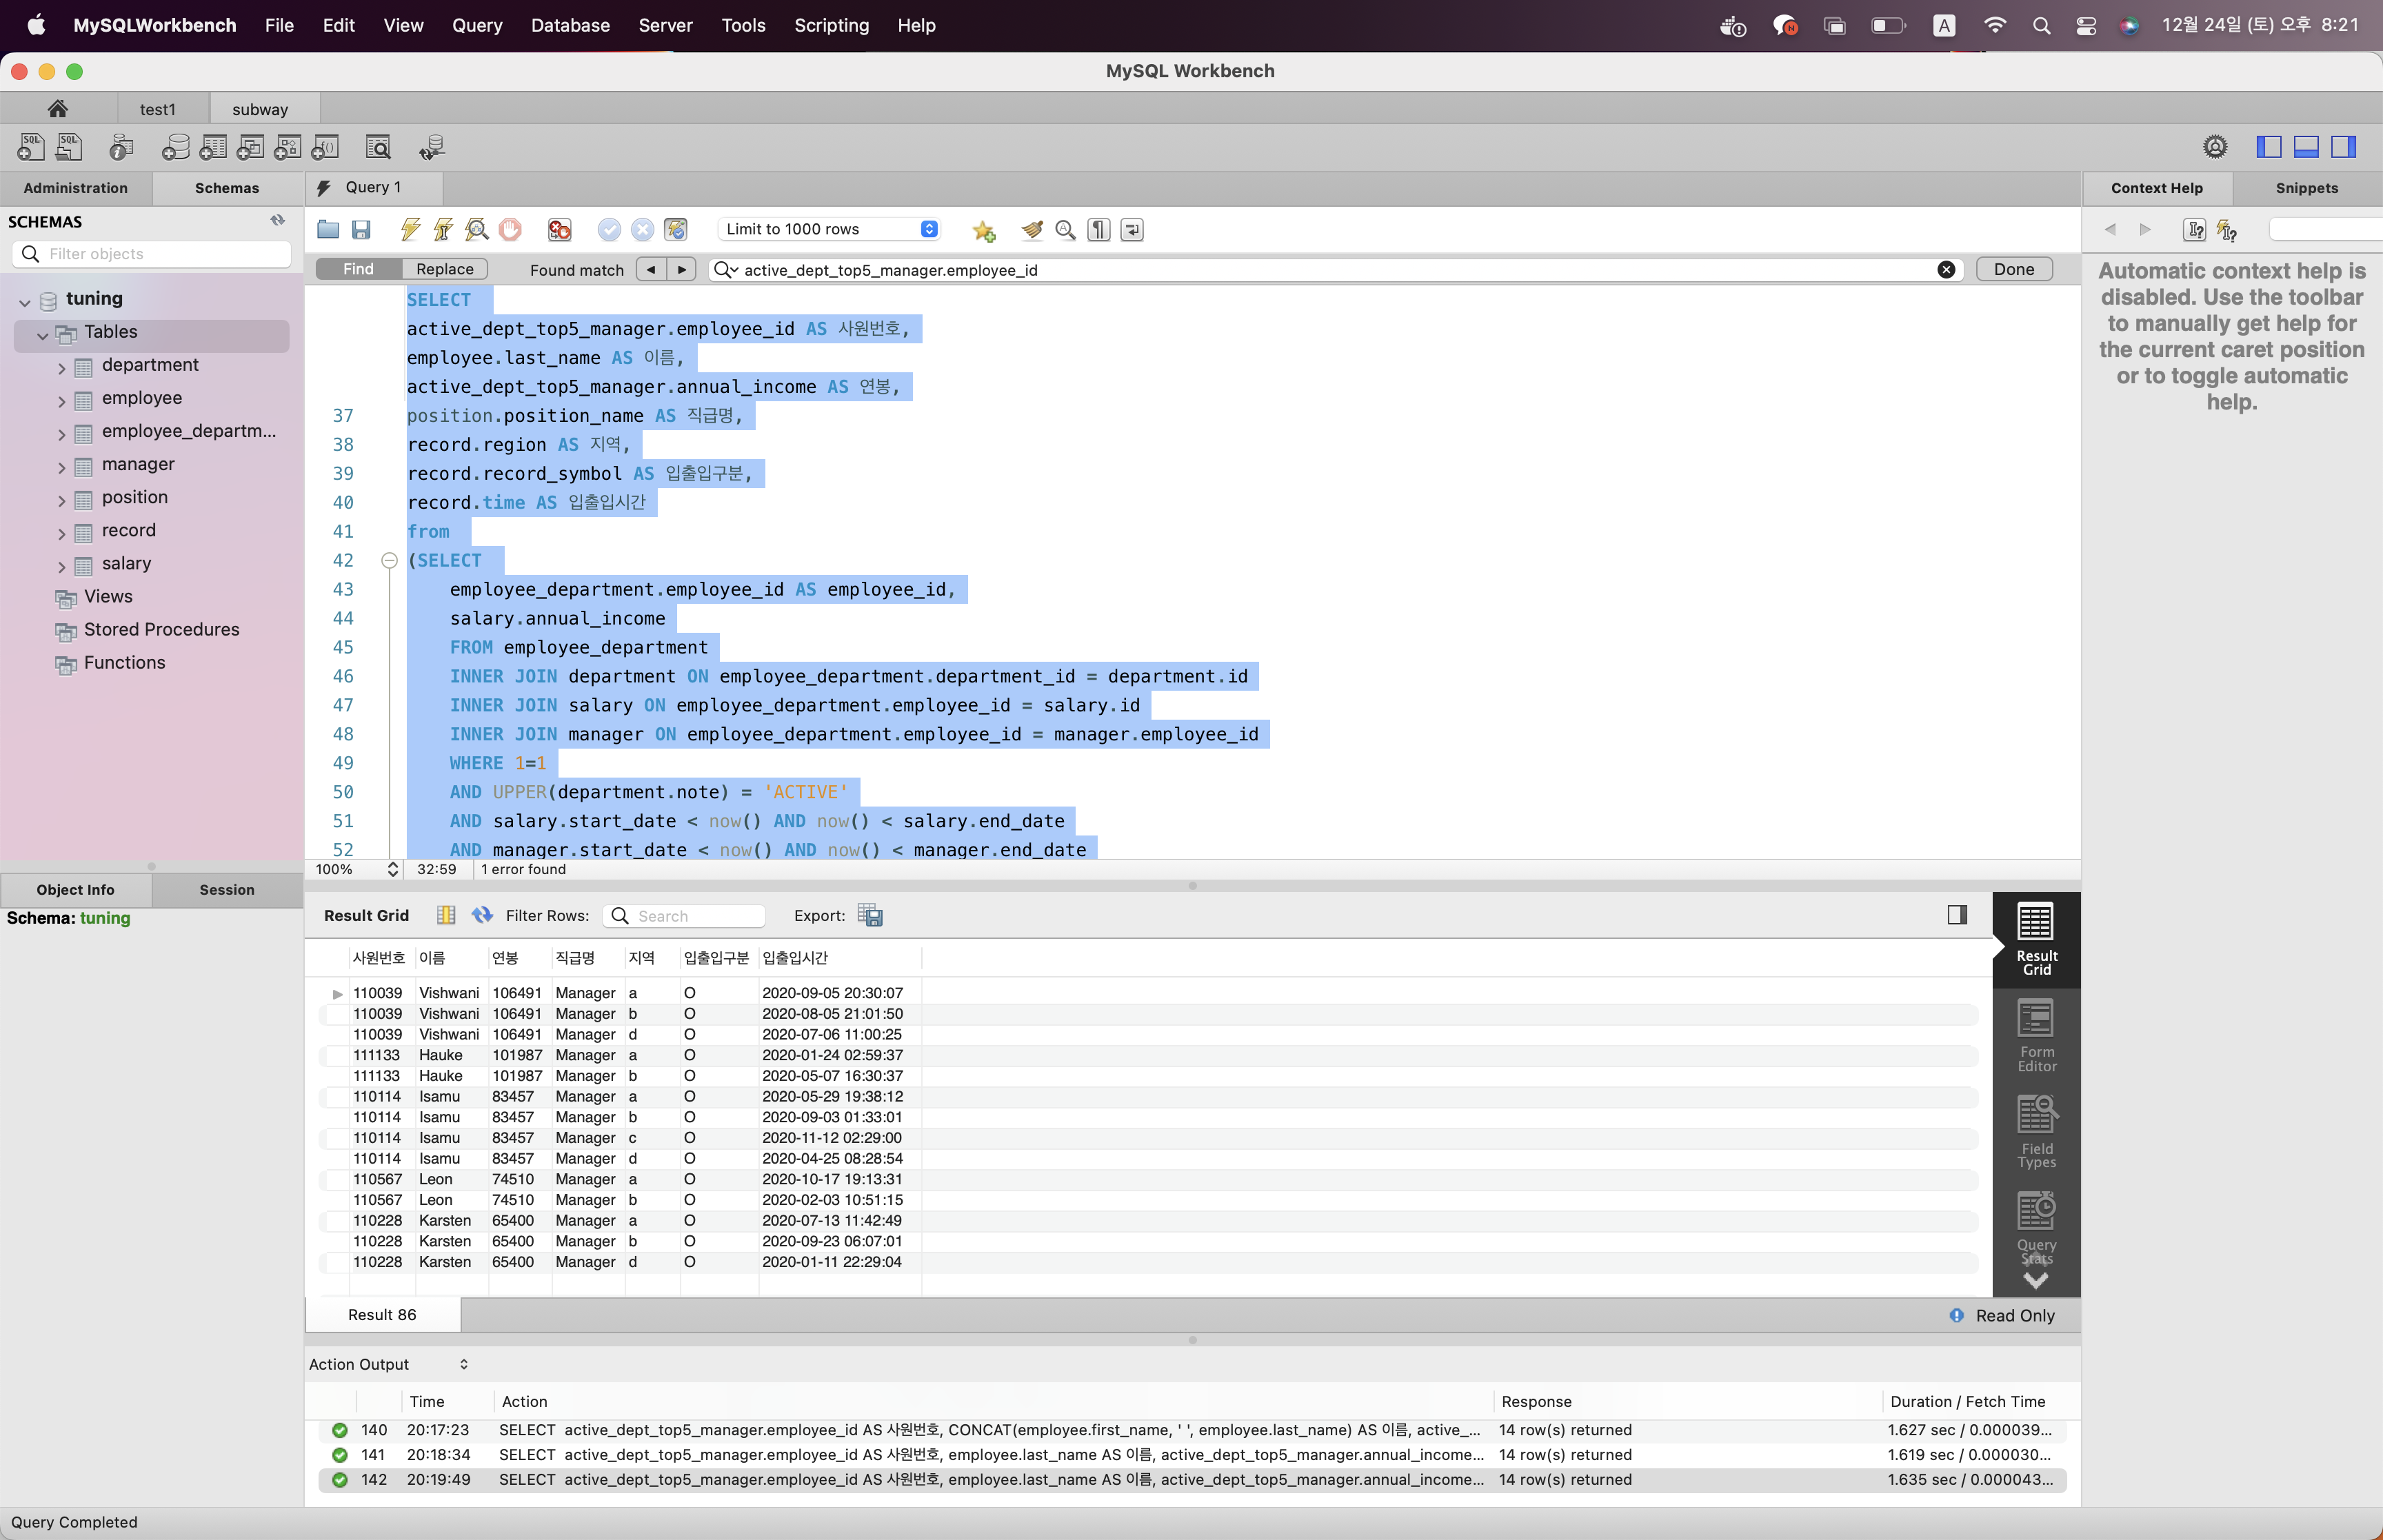 MySQLWorkbench File Edit View Query Database Server Tools Scripting Help A 12월 24일 (토) 오후 8:21
MySQL Workbench
test1 subway
Administration Schemas Query 1 Context Help Snippets
SCHEMAS
Filter objects
Limit to 1000 rows
Find Replace Found match active_dept_top5_manager.employee_id Done
tuning
Tables
department
employee
employee_departm...
manager
position
record
salary
Views
Stored Procedures
Functions
SELECT
active_dept_top5_manager.employee_id AS 사원번호,
employee.last_name AS 이름,
active_dept_top5_manager.annual_income AS 연봉,
37 position.position_name AS 직급명,
38 record.region AS 지역,
39 record.record_symbol AS 입출입구분,
40 record.time AS 입출입시간
41 from
42 (SELECT
43 employee_department.employee_id AS employee_id,
44 salary.annual_income
45 FROM employee_department
46 INNER JOIN department ON employee_department.department_id = department.id
47 INNER JOIN salary ON employee_department.employee_id = salary.id
48 INNER JOIN manager ON employee_department.employee_id = manager.employee_id
49 WHERE 1=1
50 AND UPPER(department.note) = 'ACTIVE'
51 AND salary.start_date < now() AND now() < salary.end_date
52 AND manager.start_date < now() AND now() < manager.end_date
100% 32:59 1 error found
Automatic context help is
disabled. Use the toolbar
to manually get help for
the current caret position
or to toggle automatic
help.
Object Info Session
Schema: tuning
Result Grid Filter Rows: Search Export:
사원번호 이름 연봉 직급명 지역 입출입구분 입출입시간
110039 Vishwani 106491 Manager a O 2020-09-05 20:30:07
110039 Vishwani 106491 Manager b O 2020-08-05 21:01:50
110039 Vishwani 106491 Manager d O 2020-07-06 11:00:25
111133 Hauke 101987 Manager a O 2020-01-24 02:59:37
111133 Hauke 101987 Manager b O 2020-05-07 16:30:37
110114 Isamu 83457 Manager a O 2020-05-29 19:38:12
110114 Isamu 83457 Manager b O 2020-09-03 01:33:01
110114 Isamu 83457 Manager c O 2020-11-12 02:29:00
110114 Isamu 83457 Manager d O 2020-04-25 08:28:54
110567 Leon 74510 Manager a O 2020-10-17 19:13:31
110567 Leon 74510 Manager b O 2020-02-03 10:51:15
110228 Karsten 65400 Manager a O 2020-07-13 11:42:49
110228 Karsten 65400 Manager b O 2020-09-23 06:07:01
110228 Karsten 65400 Manager d O 2020-01-11 22:29:04
Result
Grid
Form
Editor
Field
Types
Query
Stats
Result 86 Read Only
Action Output
Time Action Response Duration / Fetch Time
140 20:17:23 SELECT active_dept_top5_manager.employee_id AS 사원번호, CONCAT(employee.first_name, ' ', employee.last_name) AS 이름, active_... 14 row(s) returned 1.627 sec / 0.000039...
141 20:18:34 SELECT active_dept_top5_manager.employee_id AS 사원번호, employee.last_name AS 이름, active_dept_top5_manager.annual_income... 14 row(s) returned 1.619 sec / 0.000030...
142 20:19:49 SELECT active_dept_top5_manager.employee_id AS 사원번호, employee.last_name AS 이름, active_dept_top5_manager.annual_income... 14 row(s) returned 1.635 sec / 0.000043...
Query Completed